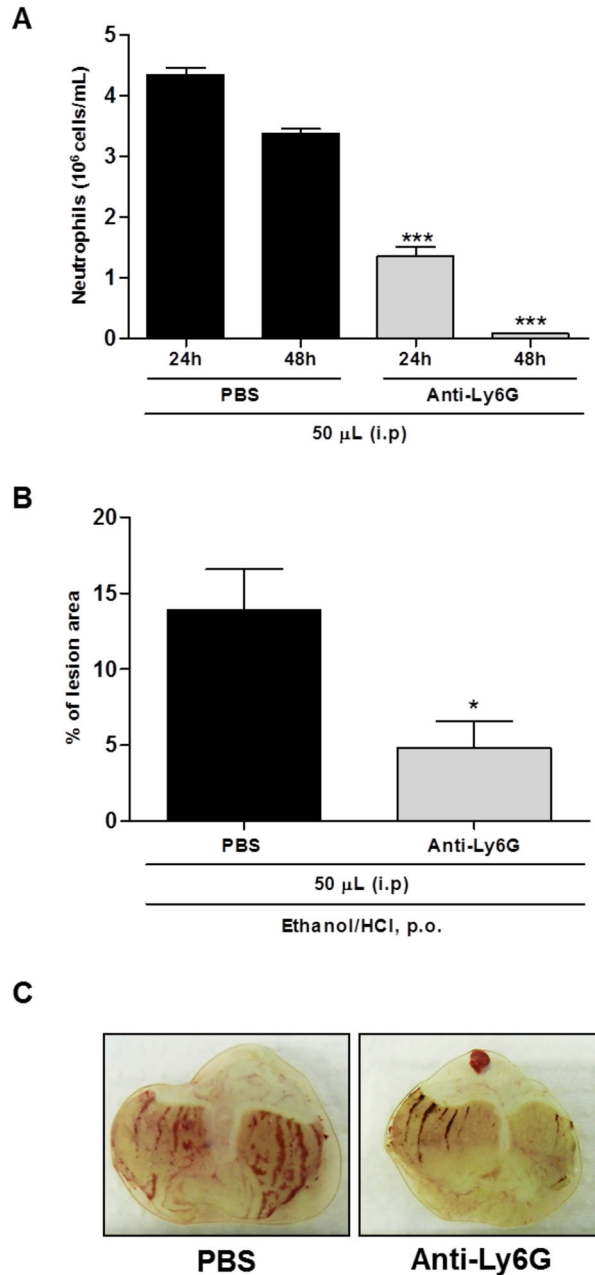 A
Neutrophils (10⁶ cells/mL)
5
4
3
2
1
0
***
***
24h 48h 24h 48h
PBS Anti-Ly6G
50 µL (i.p)
B
% of lesion area
20
15
10
5
0
*
PBS Anti-Ly6G
50 µL (i.p)
Ethanol/HCl, p.o.
C
PBS Anti-Ly6G